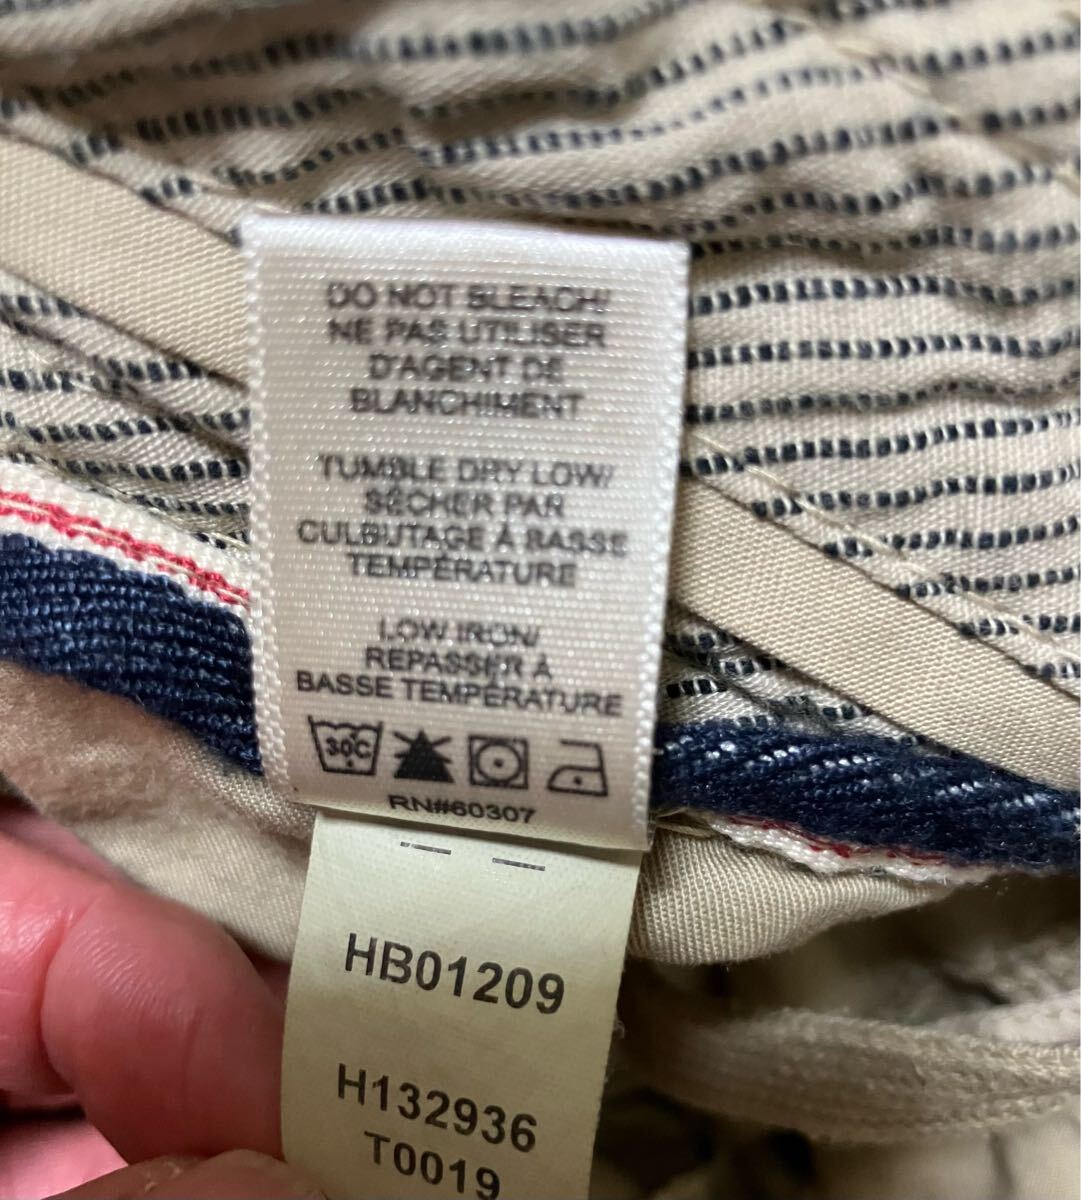 DO NOT BLEACH/
NE PAS UTILISER
D'AGENT DE
BLANCHIMENT
TUMBLE DRY LOW/
SÉCHER PAR
CULBUTAGE À BASSE
TEMPÉRATURE
LOW IRON/
REPASSER À
BASSE TEMPÉRATURE
30C
RN#60307
HB01209
H132936
T0019